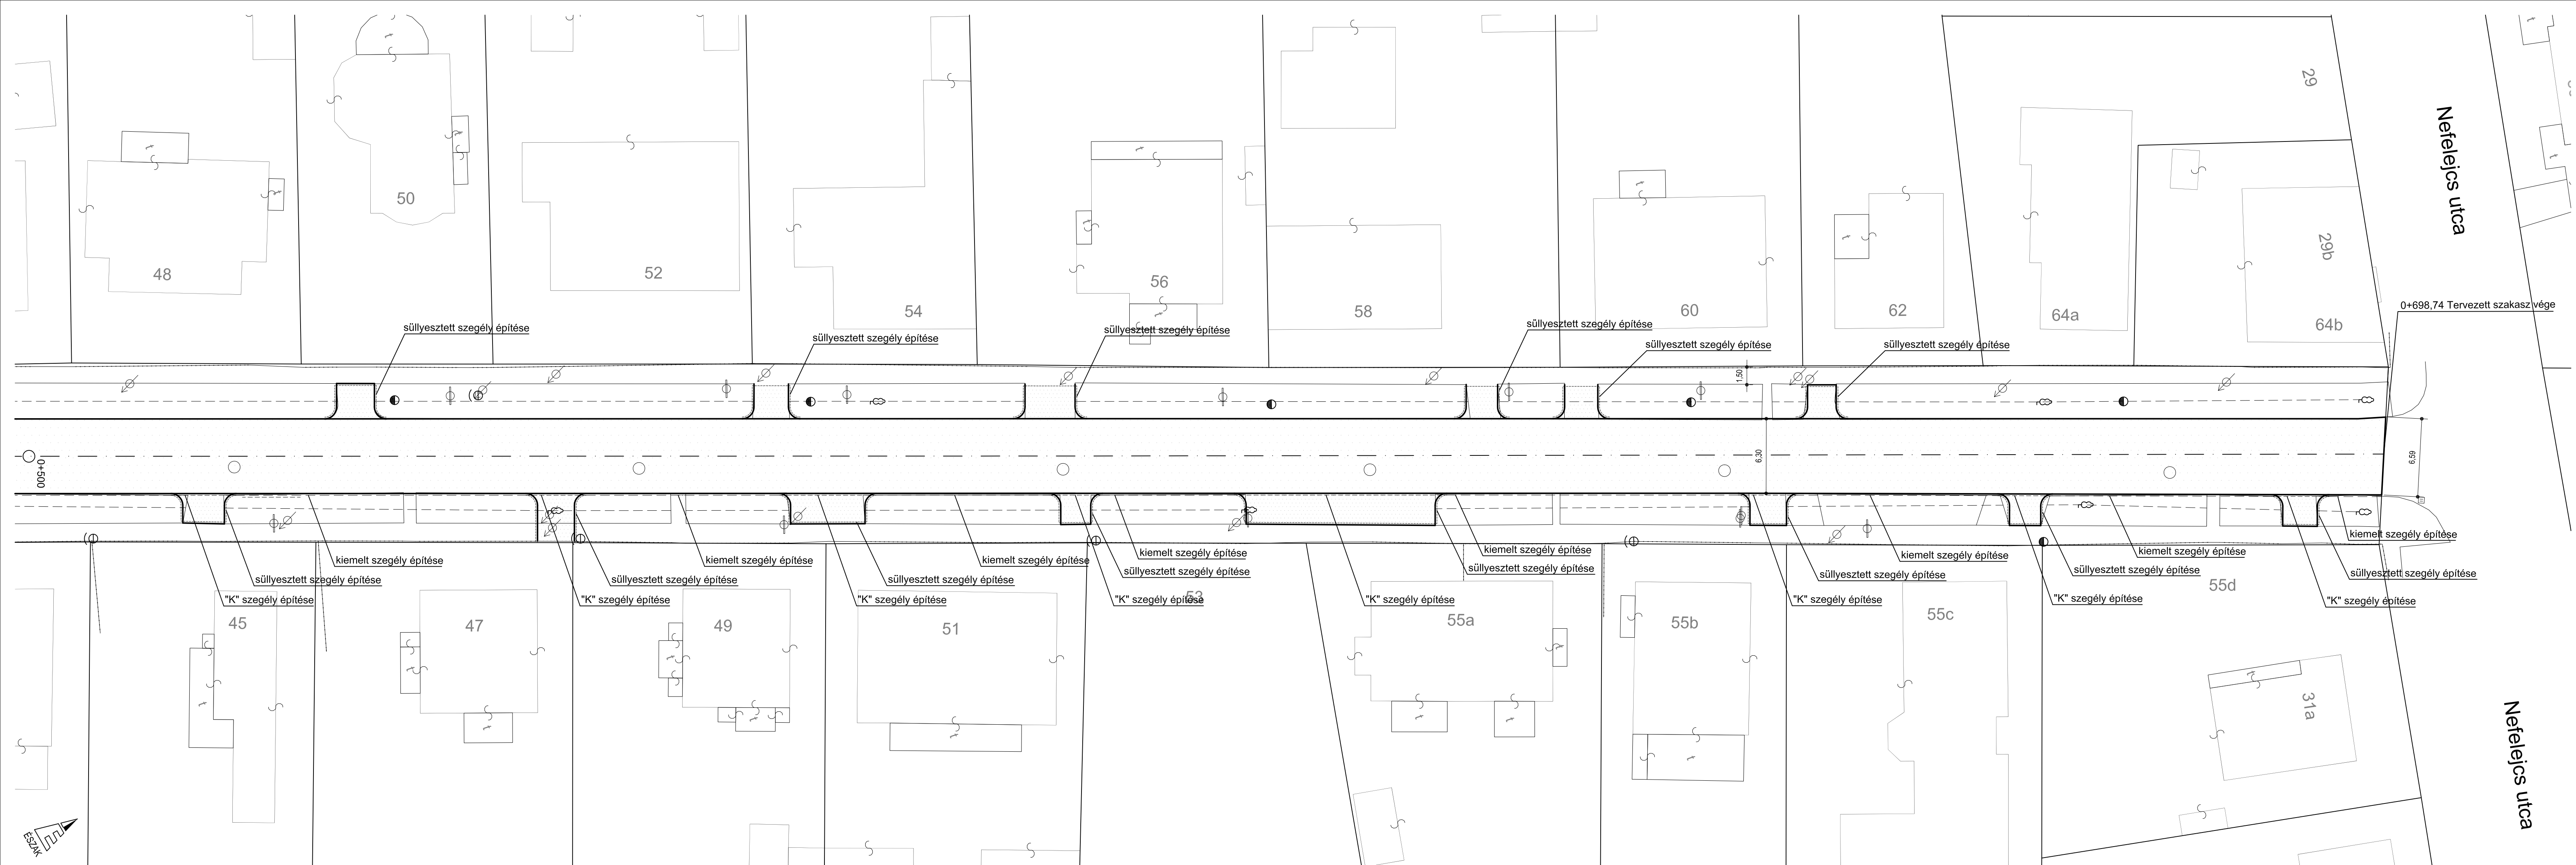 29
Nefelejcs utca
50
48
52
56
54
58
60
62
64a
29b
64b
0+698,74 Tervezett szakasz vége
süllyesztett szegély építése
süllyesztett szegély építése
süllyesztett szegély építése
süllyesztett szegély építése
süllyesztett szegély építése
süllyesztett szegély építése
1,50
0+500
6,30
6,59
kiemelt szegély építése
süllyesztett szegély építése
"K" szegély építése
kiemelt szegély építése
süllyesztett szegély építése
"K" szegély építése
kiemelt szegély építése
süllyesztett szegély építése
"K" szegély építése
kiemelt szegély építése
süllyesztett szegély építése
"K" szegély építése
53
kiemelt szegély építése
süllyesztett szegély építése
"K" szegély építése
kiemelt szegély építése
süllyesztett szegély építése
"K" szegély építése
kiemelt szegély építése
süllyesztett szegély építése
"K" szegély építése
kiemelt szegély építése
süllyesztett szegély építése
"K" szegély építése
45
47
49
51
55a
55b
55c
55d
31a
Nefelejcs utca
ÉSZAK